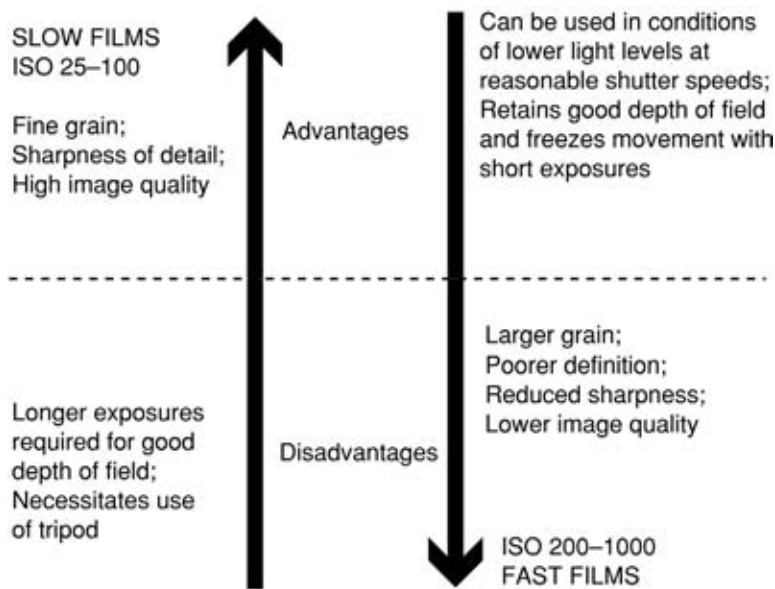 SLOW FILMS
ISO 25–100
Fine grain;
Sharpness of detail;
High image quality
Advantages
Can be used in conditions
of lower light levels at
reasonable shutter speeds;
Retains good depth of field
and freezes movement with
short exposures
Longer exposures
required for good
depth of field;
Necessitates use
of tripod
Disadvantages
Larger grain;
Poorer definition;
Reduced sharpness;
Lower image quality
ISO 200–1000
FAST FILMS